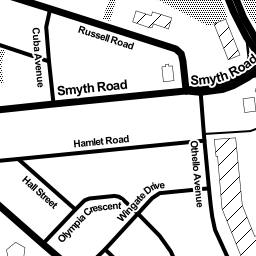 Russell Road
Cuba Avenue
Smyth Road
Smyth Road
Hamlet Road
Othello Avenue
Hall Street
Olympia Crescent
Wingate Drive